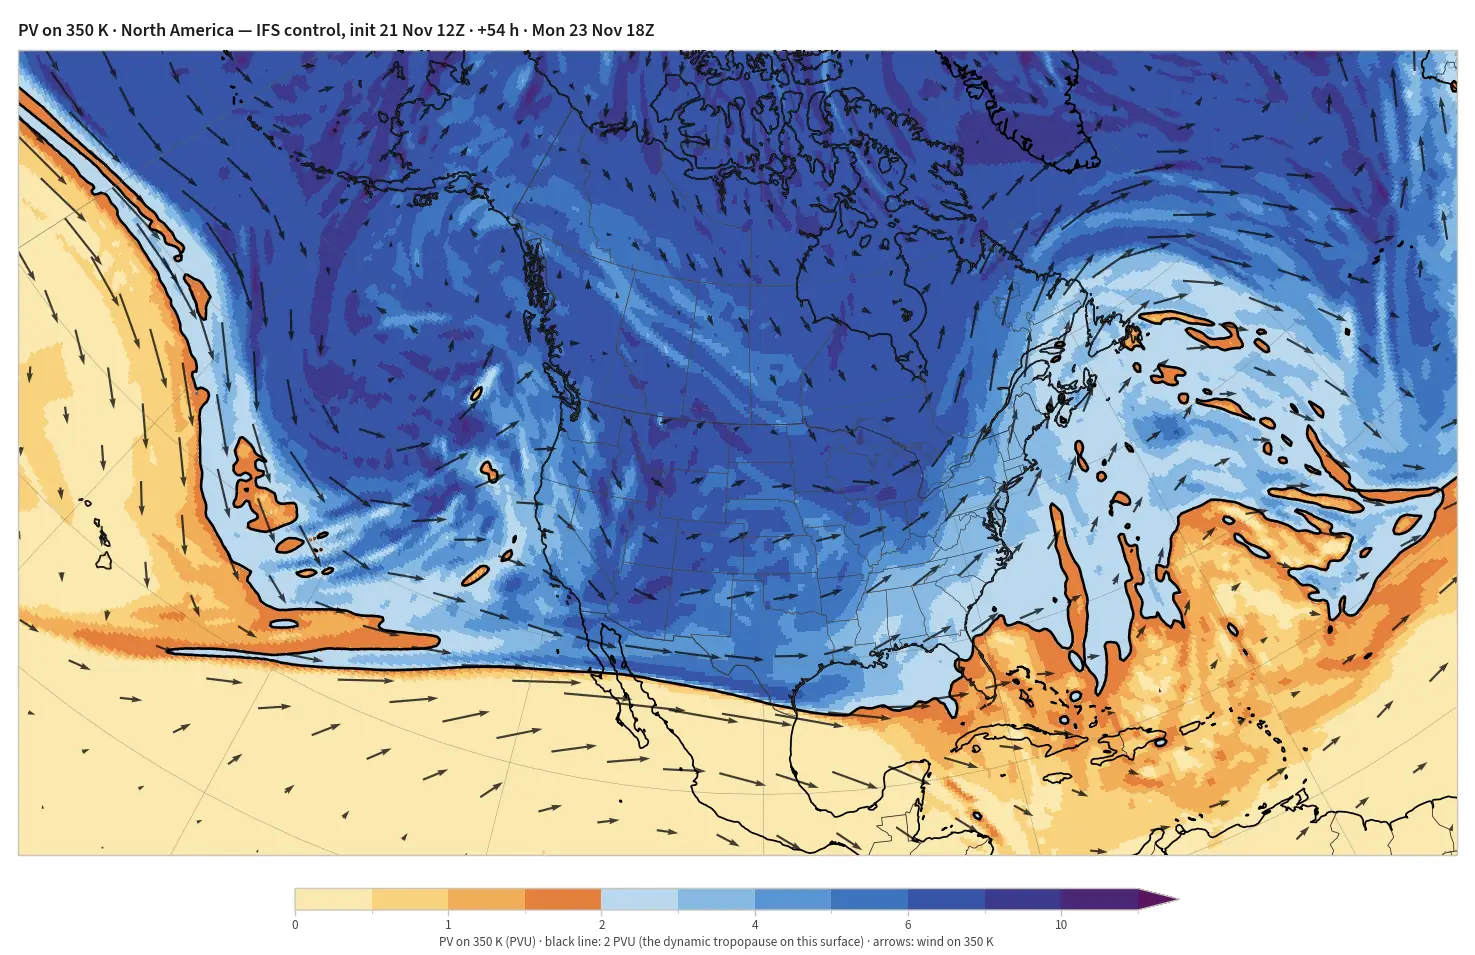 PV on 350 K · North America — IFS control, init 21 Nov 12Z · +54 h · Mon 23 Nov 18Z
0 1 2 4 6 10
PV on 350 K (PVU) · black line: 2 PVU (the dynamic tropopause on this surface) · arrows: wind on 350 K